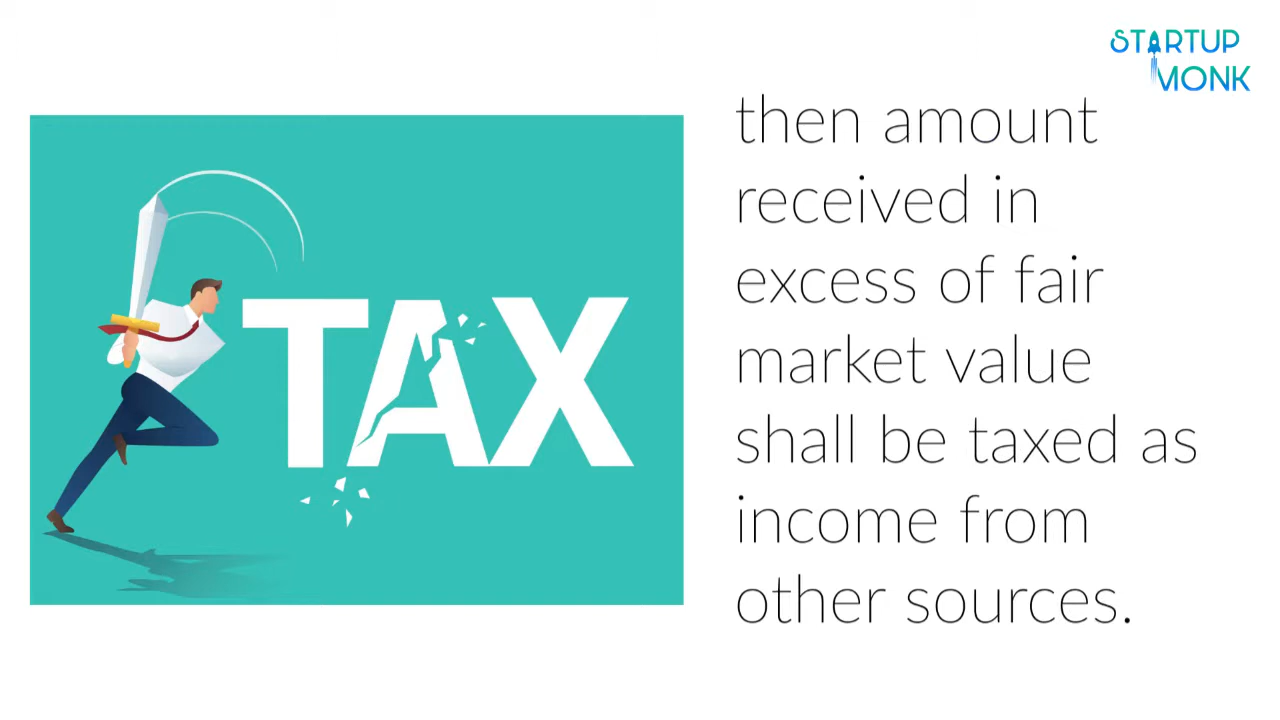 STARTUP
MONK
then amount
received in
excess of fair
market value
shall be taxed as
income from
other sources.
TAX